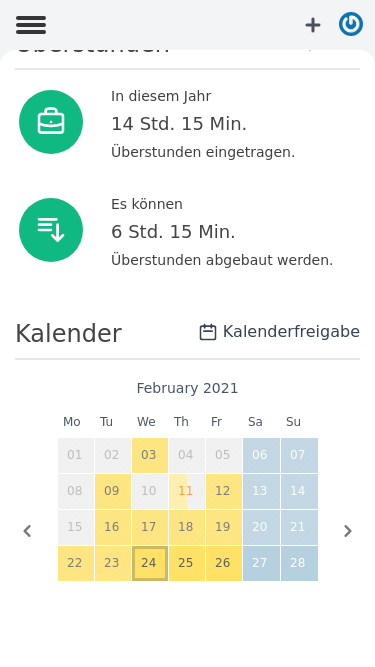 Überstunden
In diesem Jahr
14 Std. 15 Min.
Überstunden eingetragen.
Es können
6 Std. 15 Min.
Überstunden abgebaut werden.
Kalender
Kalenderfreigabe
February 2021
Mo Tu We Th Fr Sa Su
01 02 03 04 05 06 07
08 09 10 11 12 13 14
15 16 17 18 19 20 21
22 23 24 25 26 27 28